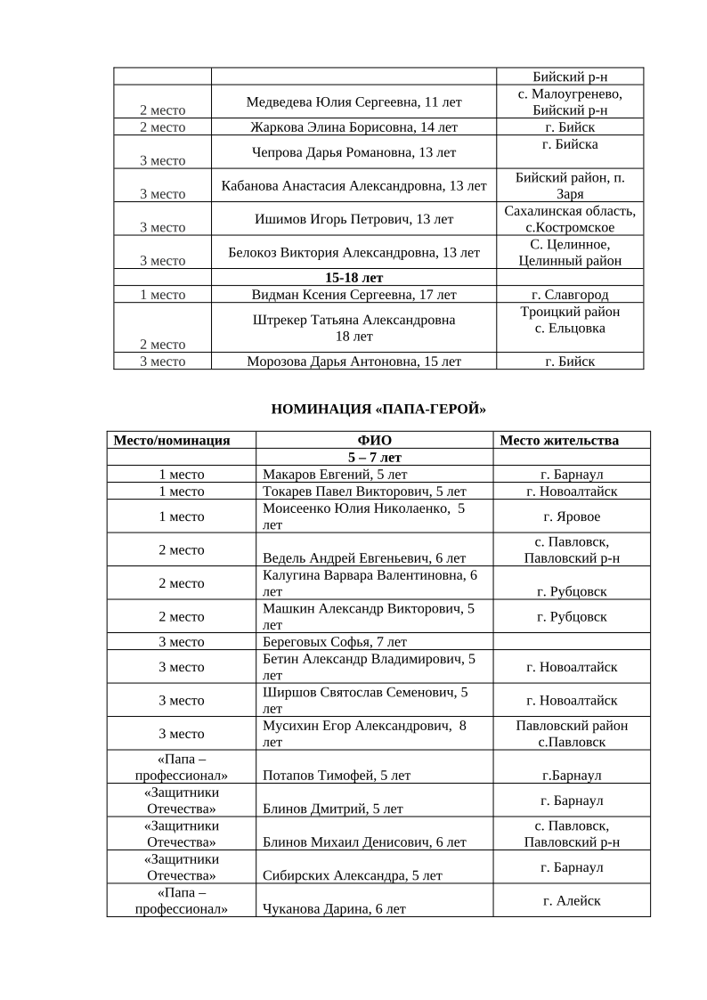 Бийский р-н
2 место Медведева Юлия Сергеевна, 11 лет с. Малоугренево,
Бийский р-н
2 место Жаркова Элина Борисовна, 14 лет г. Бийск
3 место Чепрова Дарья Романовна, 13 лет г. Бийска
3 место Кабанова Анастасия Александровна, 13 лет Бийский район, п.
Заря
3 место Ишимов Игорь Петрович, 13 лет Сахалинская область,
с.Костромское
3 место Белокоз Виктория Александровна, 13 лет С. Целинное,
Целинный район
15-18 лет
1 место Видман Ксения Сергеевна, 17 лет г. Славгород
2 место Штрекер Татьяна Александровна Троицкий район
18 лет с. Ельцовка
3 место Морозова Дарья Антоновна, 15 лет г. Бийск
НОМИНАЦИЯ «ПАПА-ГЕРОЙ»
Место/номинация ФИО Место жительства
5 – 7 лет
1 место Макаров Евгений, 5 лет г. Барнаул
1 место Токарев Павел Викторович, 5 лет г. Новоалтайск
1 место Моисеенко Юлия Николаенко, 5 г. Яровое
лет
2 место Ведель Андрей Евгеньевич, 6 лет с. Павловск,
Павловский р-н
2 место Калугина Варвара Валентиновна, 6
лет г. Рубцовск
2 место Машкин Александр Викторович, 5 г. Рубцовск
лет
3 место Береговых Софья, 7 лет
3 место Бетин Александр Владимирович, 5 г. Новоалтайск
лет
3 место Ширшов Святослав Семенович, 5 г. Новоалтайск
лет
3 место Мусихин Егор Александрович, 8 Павловский район
лет с.Павловск
«Папа –
профессионал» Потапов Тимофей, 5 лет г.Барнаул
«Защитники г. Барнаул
Отечества» Блинов Дмитрий, 5 лет
«Защитники с. Павловск,
Отечества» Блинов Михаил Денисович, 6 лет Павловский р-н
«Защитники г. Барнаул
Отечества» Сибирских Александра, 5 лет
«Папа – г. Алейск
профессионал» Чуканова Дарина, 6 лет